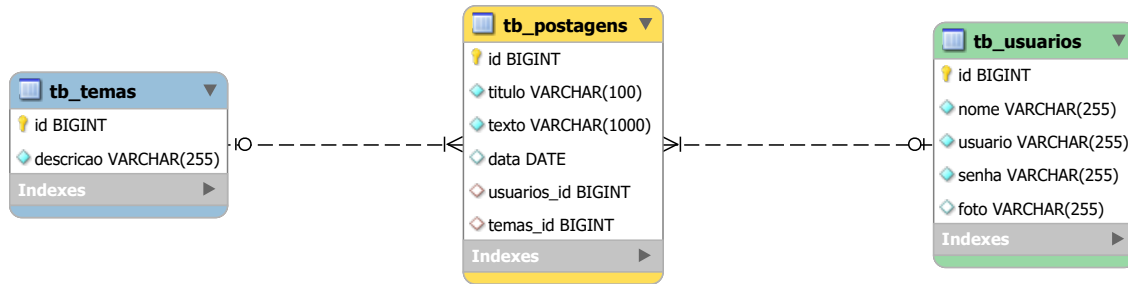 tb_temas
id BIGINT
descricao VARCHAR(255)
Indexes
tb_postagens
id BIGINT
titulo VARCHAR(100)
texto VARCHAR(1000)
data DATE
usuarios_id BIGINT
temas_id BIGINT
Indexes
tb_usuarios
id BIGINT
nome VARCHAR(255)
usuario VARCHAR(255)
senha VARCHAR(255)
foto VARCHAR(255)
Indexes